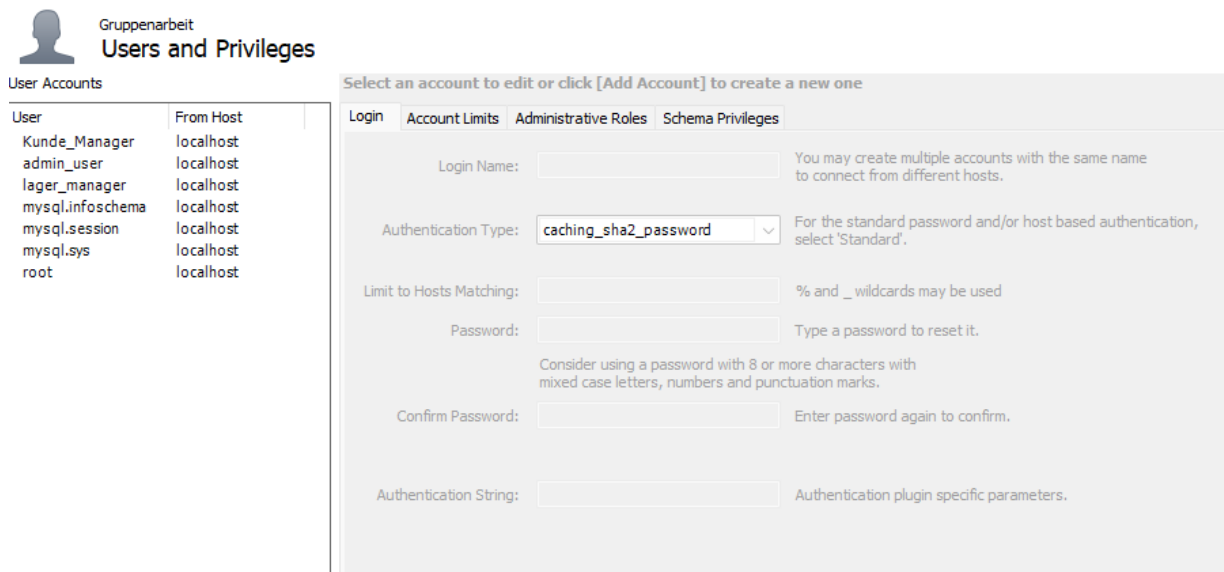 Gruppenarbeit
Users and Privileges
User Accounts
User From Host
Kunde_Manager localhost
admin_user localhost
lager_manager localhost
mysql.infoschema localhost
mysql.session localhost
mysql.sys localhost
root localhost
Select an account to edit or click [Add Account] to create a new one
Login Account Limits Administrative Roles Schema Privileges
Login Name: You may create multiple accounts with the same name
to connect from different hosts.
Authentication Type: caching_sha2_password For the standard password and/or host based authentication,
select 'Standard'.
Limit to Hosts Matching: % and _ wildcards may be used
Password: Type a password to reset it.
Consider using a password with 8 or more characters with
mixed case letters, numbers and punctuation marks.
Confirm Password: Enter password again to confirm.
Authentication String: Authentication plugin specific parameters.